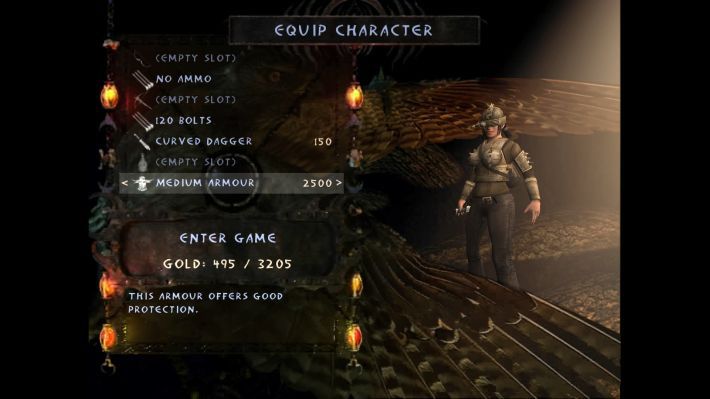 EQUIP CHARACTER
(EMPTY SLOT)
NO AMMO
(EMPTY SLOT)
120 BOLTS
CURVED DAGGER 150
(EMPTY SLOT)
< MEDIUM ARMOUR 2500 >
ENTER GAME
GOLD: 495 / 3205
THIS ARMOUR OFFERS GOOD
PROTECTION.